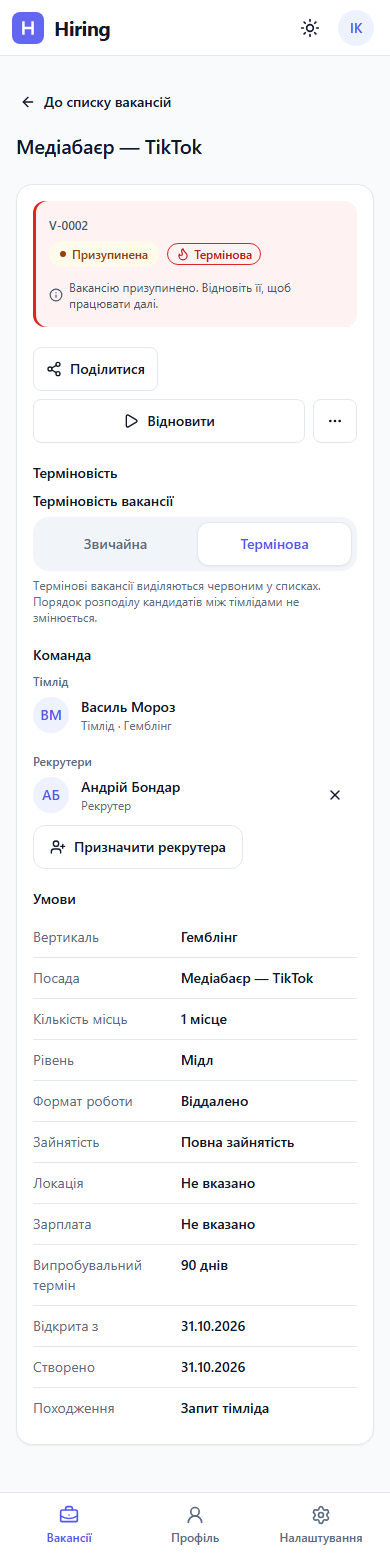 H Hiring
ІК
До списку вакансій
Медіабаєр — TikTok
V-0002
Призупинена
Термінова
Вакансію призупинено. Відновіть її, щоб
працювати далі.
Поділитися
Відновити
Терміновість
Терміновість вакансії
Звичайна
Термінова
Термінові вакансії виділяються червоним у списках.
Порядок розподілу кандидатів між тімлідами не
змінюється.
Команда
Тімлід
ВМ
Василь Мороз
Тімлід · Гемблінг
Рекрутери
АБ
Андрій Бондар
Рекрутер
Призначити рекрутера
Умови
Вертикаль Гемблінг
Посада Медіабаєр — TikTok
Кількість місць 1 місце
Рівень Мідл
Формат роботи Віддалено
Зайнятість Повна зайнятість
Локація Не вказано
Зарплата Не вказано
Випробувальний
термін
90 днів
Відкрита з 31.10.2026
Створено 31.10.2026
Походження Запит тімліда
Вакансії
Профіль
Налаштування